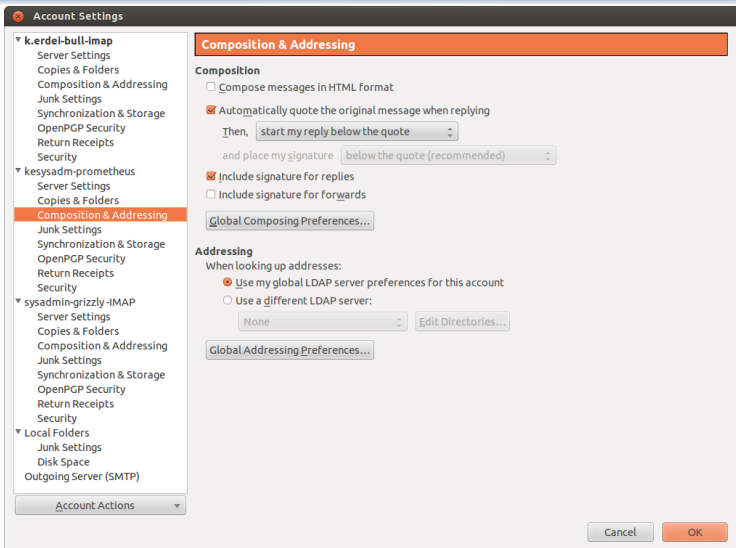 Account Settings
k.erdei-bull-imap
Server Settings
Copies & Folders
Composition & Addressing
Junk Settings
Synchronization & Storage
OpenPGP Security
Return Receipts
Security
kesysadm-prometheus
Server Settings
Copies & Folders
Composition & Addressing
Junk Settings
Synchronization & Storage
OpenPGP Security
Return Receipts
Security
sysadmin-grizzly -IMAP
Server Settings
Copies & Folders
Composition & Addressing
Junk Settings
Synchronization & Storage
OpenPGP Security
Return Receipts
Security
Local Folders
Junk Settings
Disk Space
Outgoing Server (SMTP)
Account Actions
Composition & Addressing
Composition
Compose messages in HTML format
Automatically quote the original message when replying
Then, start my reply below the quote
and place my signature below the quote (recommended)
Include signature for replies
Include signature for forwards
Global Composing Preferences...
Addressing
When looking up addresses:
Use my global LDAP server preferences for this account
Use a different LDAP server:
None Edit Directories...
Global Addressing Preferences...
Cancel OK